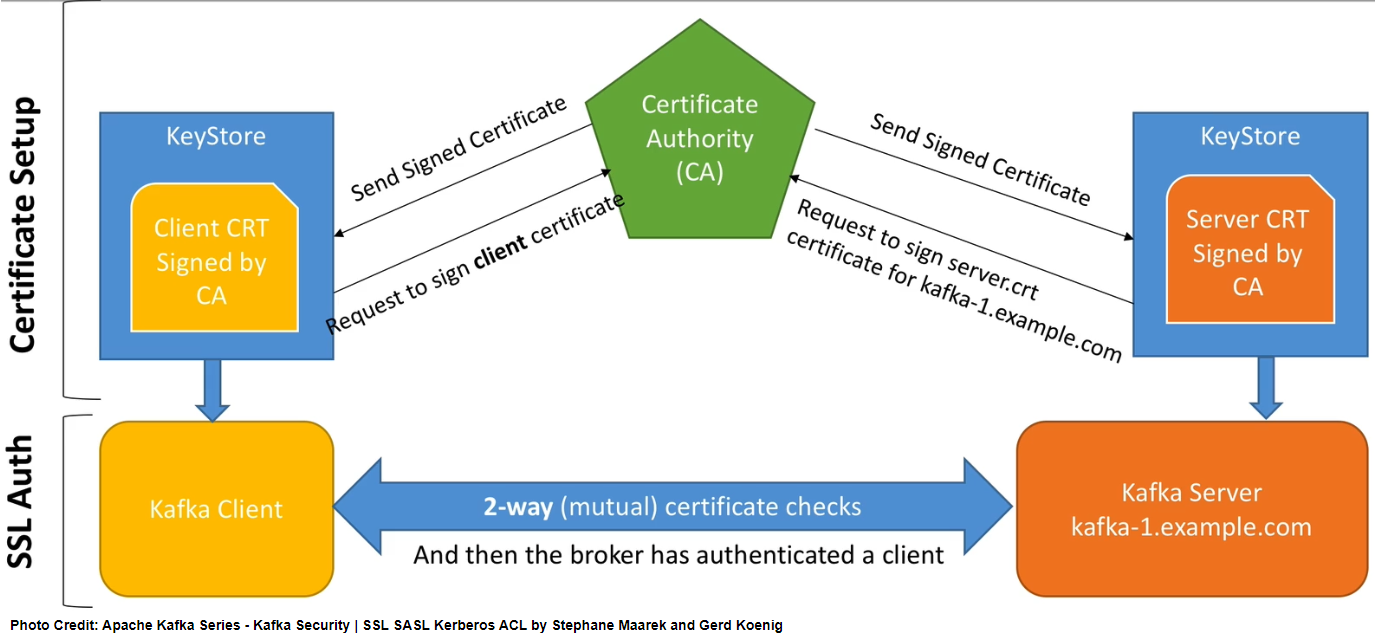 Certificate Setup
KeyStore
Client CRT
Signed by
CA
Send Signed Certificate
Request to sign client certificate
Certificate
Authority
(CA)
Send Signed Certificate
Request to sign server.crt
certificate for kafka-1.example.com
KeyStore
Server CRT
Signed by
CA
SSL Auth
Kafka Client
2-way (mutual) certificate checks
And then the broker has authenticated a client
Kafka Server
kafka-1.example.com
Photo Credit: Apache Kafka Series - Kafka Security | SSL SASL Kerberos ACL by Stephane Maarek and Gerd Koenig